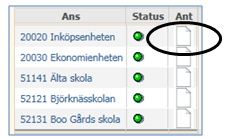 Ans Status Ant
20020 Inköpsenheten
20030 Ekonomienheten
51141 Älta skola
52121 Björknässkolan
52131 Boo Gårds skola